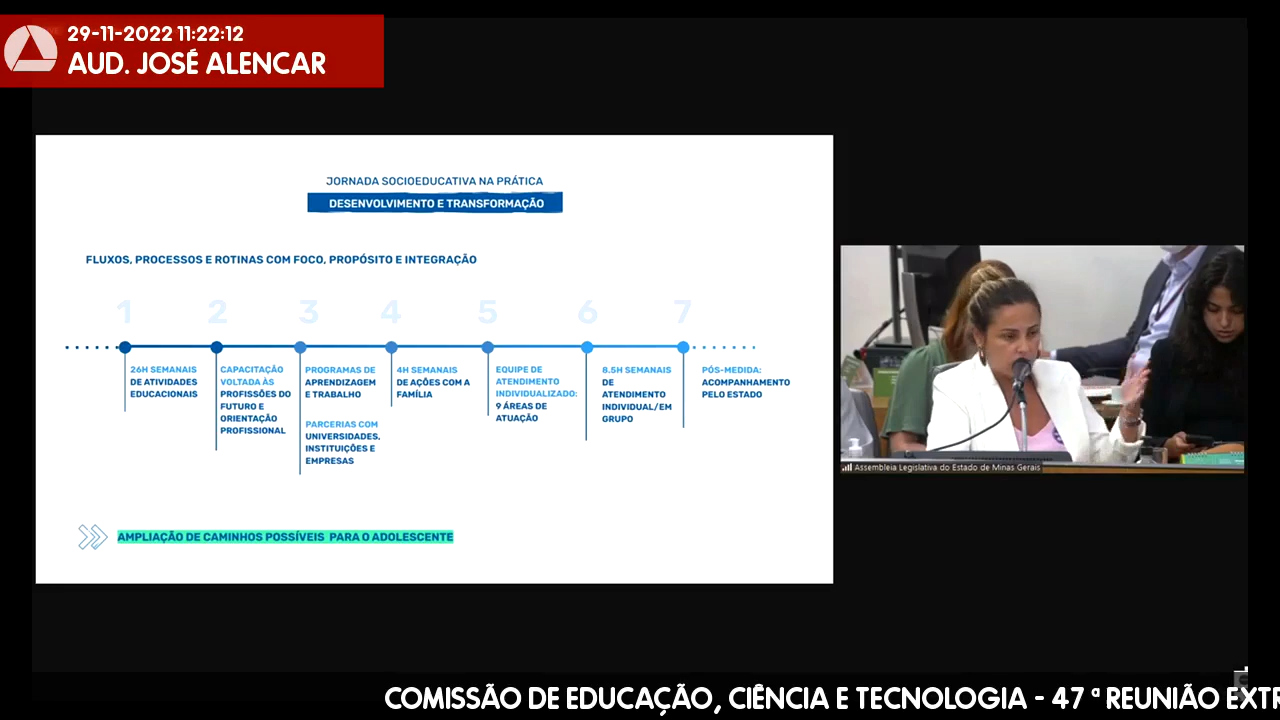 29-11-2022 11:22:12
AUD. JOSÉ ALENCAR
JORNADA SOCIOEDUCATIVA NA PRÁTICA
DESENVOLVIMENTO E TRANSFORMAÇÃO
FLUXOS, PROCESSOS E ROTINAS COM FOCO, PROPÓSITO E INTEGRAÇÃO
1 2 3 4 5 6 7
26H SEMANAIS
DE ATIVIDADES
EDUCACIONAIS
CAPACITAÇÃO
VOLTADA ÀS
PROFISSÕES DO
FUTURO E
ORIENTAÇÃO
PROFISSIONAL
PROGRAMAS DE
APRENDIZAGEM
E TRABALHO
PARCERIAS COM
UNIVERSIDADES,
INSTITUIÇÕES E
EMPRESAS
4H SEMANAIS
DE AÇÕES COM A
FAMÍLIA
EQUIPE DE
ATENDIMENTO
INDIVIDUALIZADO:
9 ÁREAS DE
ATUAÇÃO
8.5H SEMANAIS
DE
ATENDIMENTO
INDIVIDUAL/EM
GRUPO
PÓS-MEDIDA:
ACOMPANHAMENTO
PELO ESTADO
AMPLIAÇÃO DE CAMINHOS POSSÍVEIS PARA O ADOLESCENTE
Assembleia Legislativa do Estado de Minas Gerais
COMISSÃO DE EDUCAÇÃO, CIÊNCIA E TECNOLOGIA - 47 ª REUNIÃO EXTR